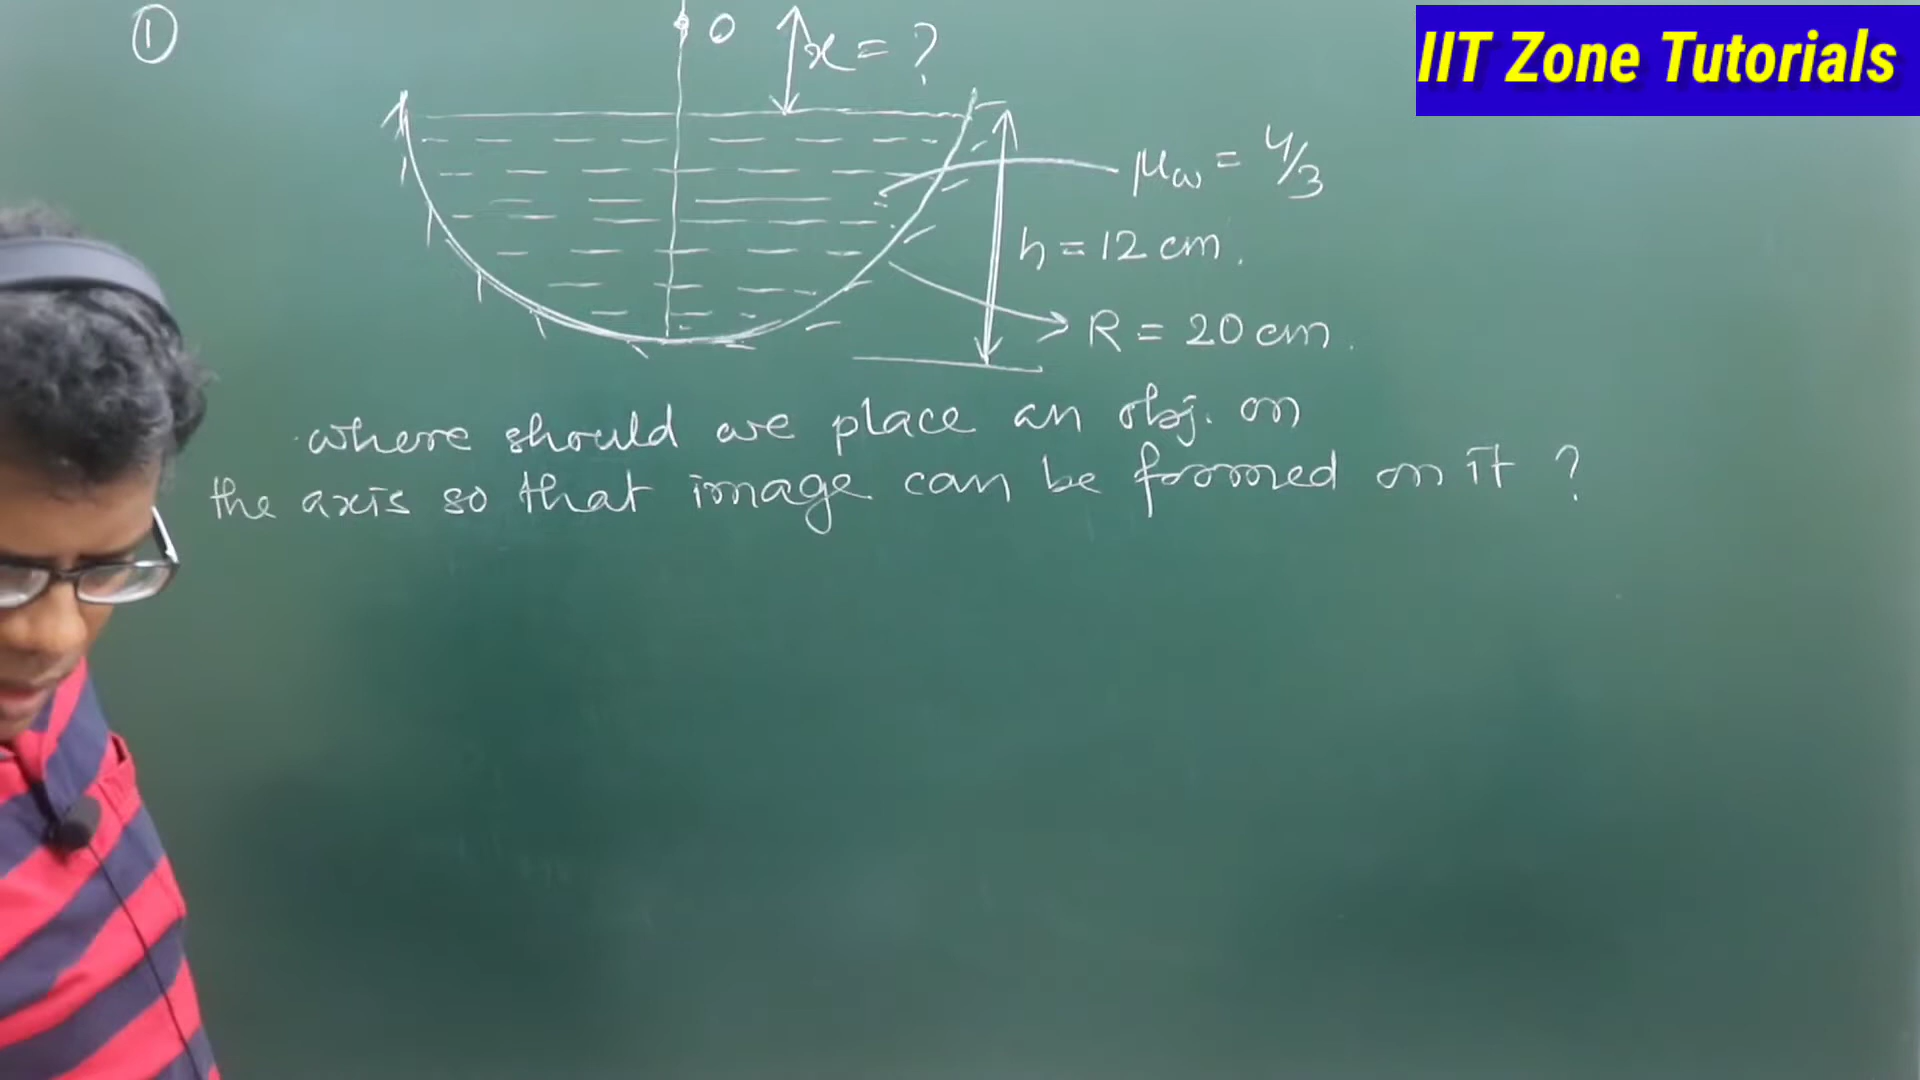 ① O x = ?
IIT Zone Tutorials
μω = 4/3
h = 12 cm.
R = 20 cm.
where should we place an obj. on
the axis so that image can be formed on it ?